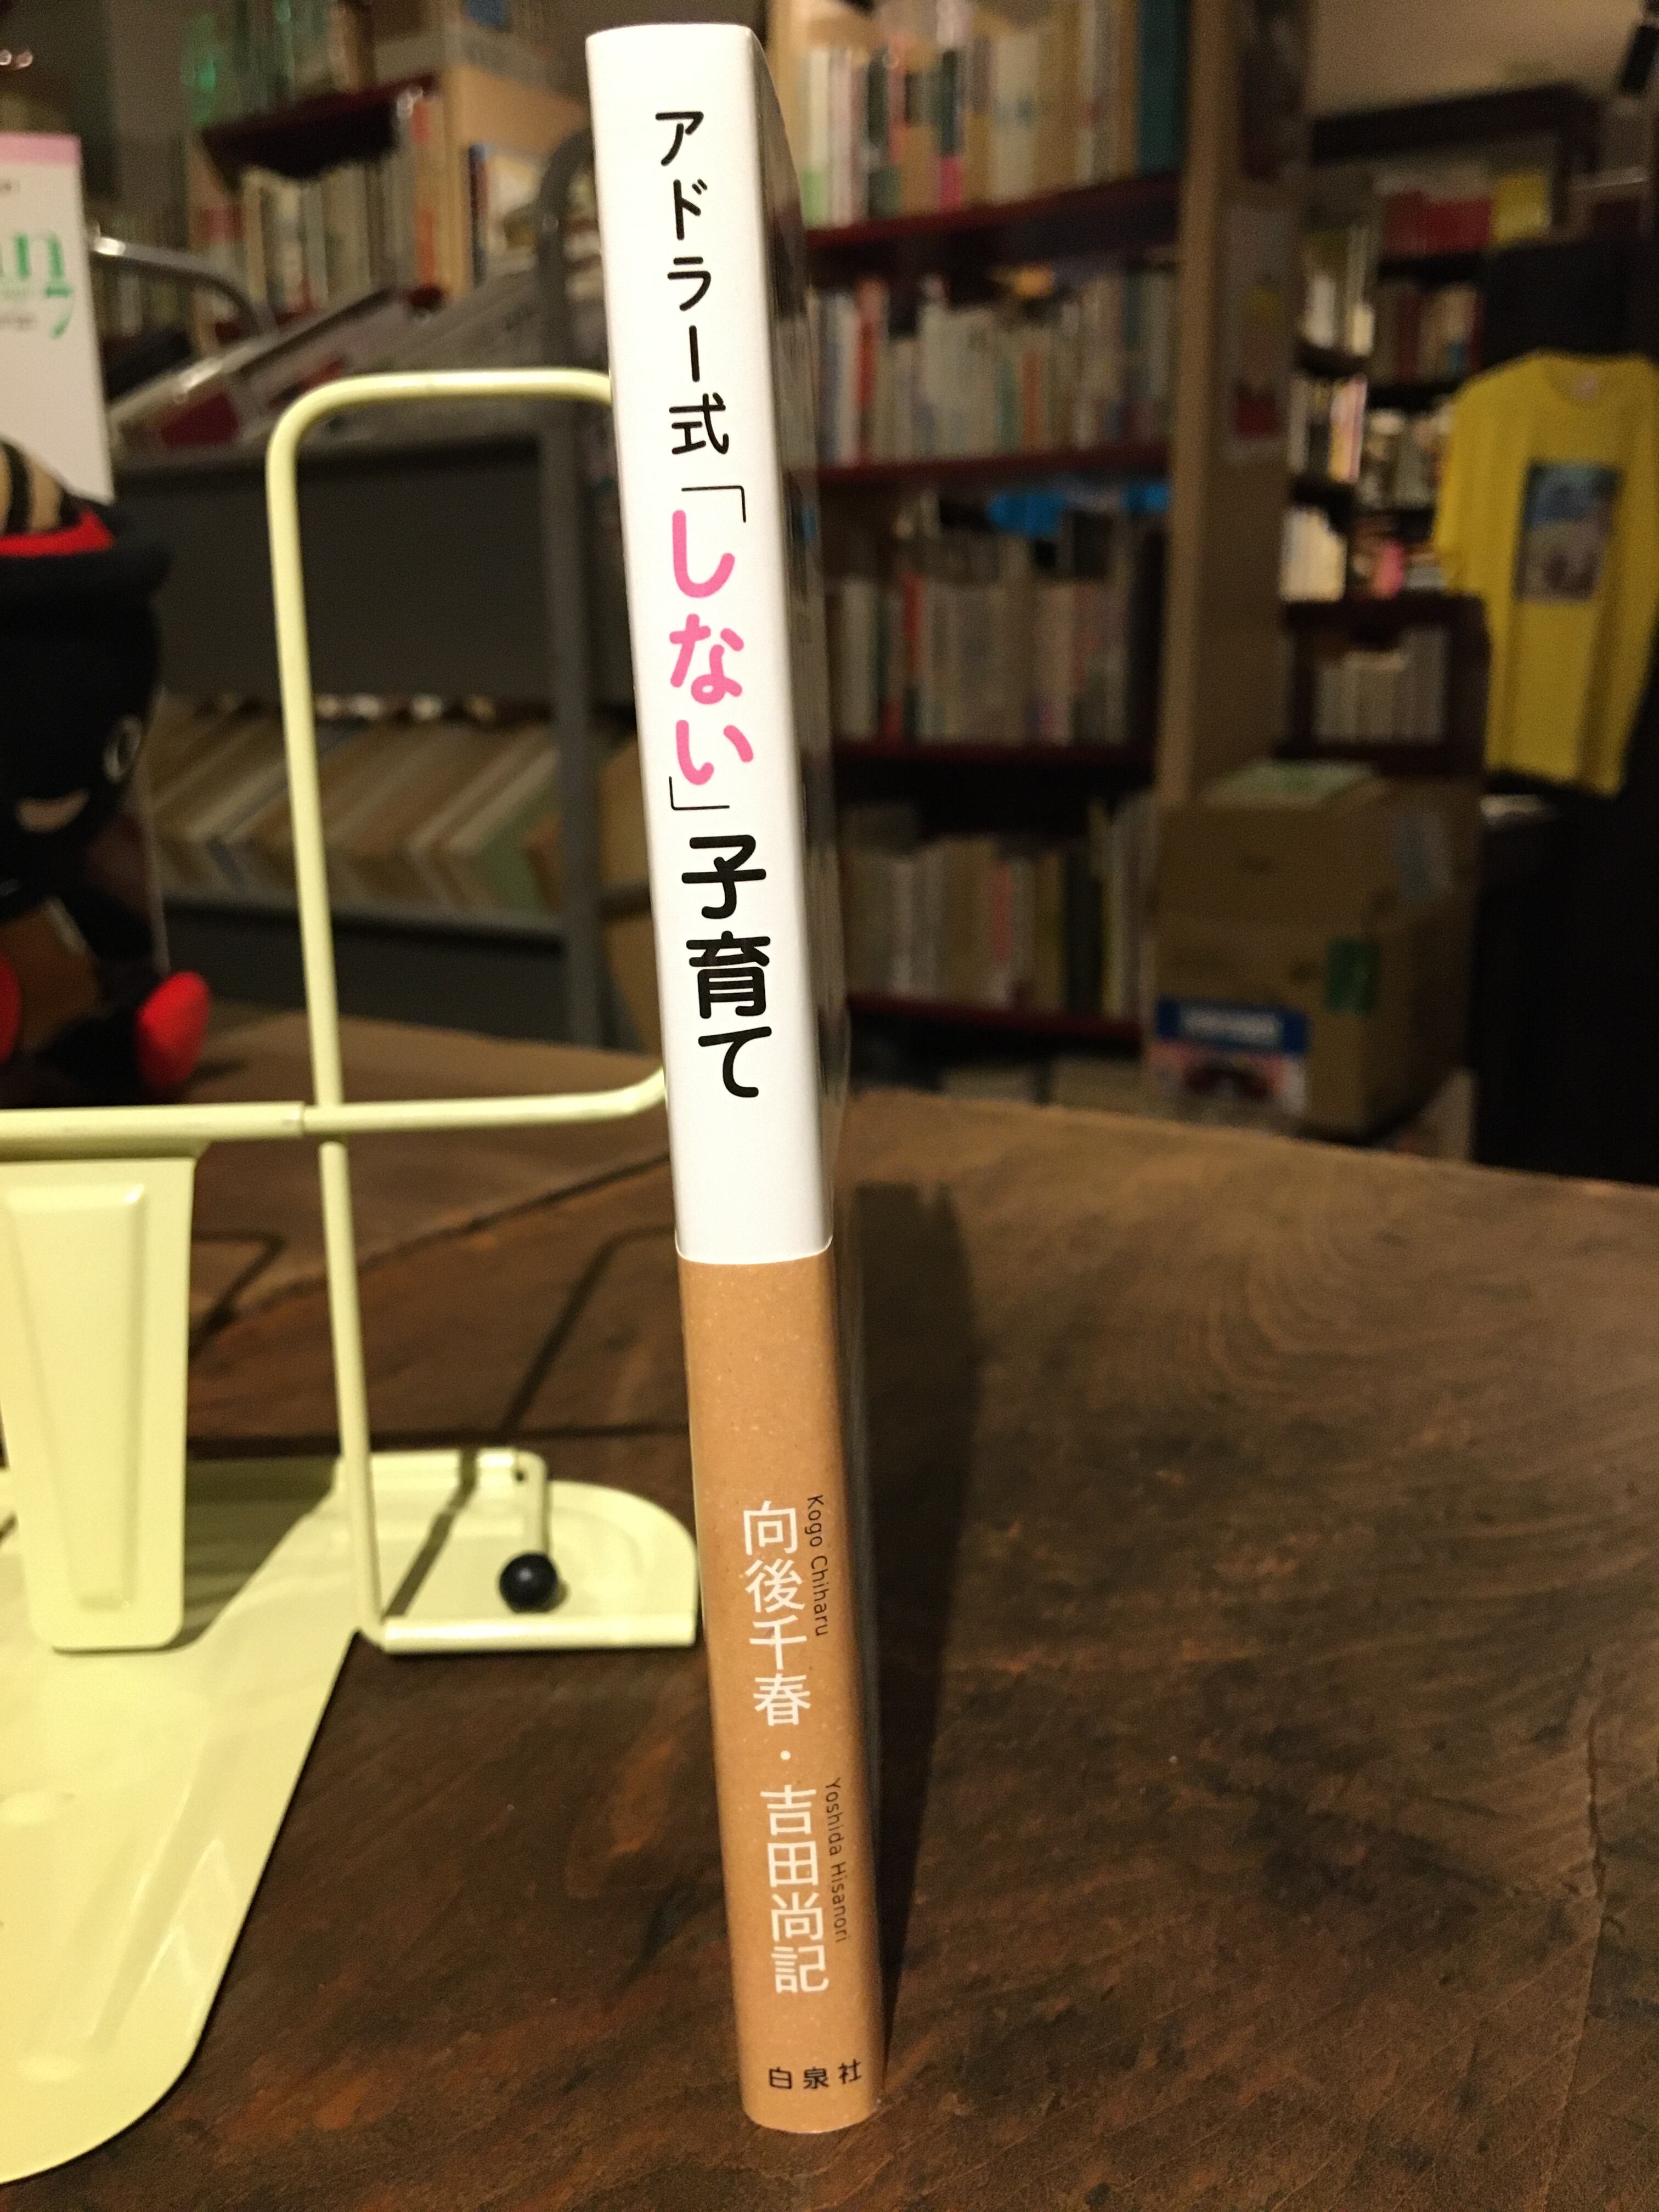 アドラー式「しない」子育て
向後千春・吉田尚記
Kogo Chiharu
Yoshida Hisanori
白泉社